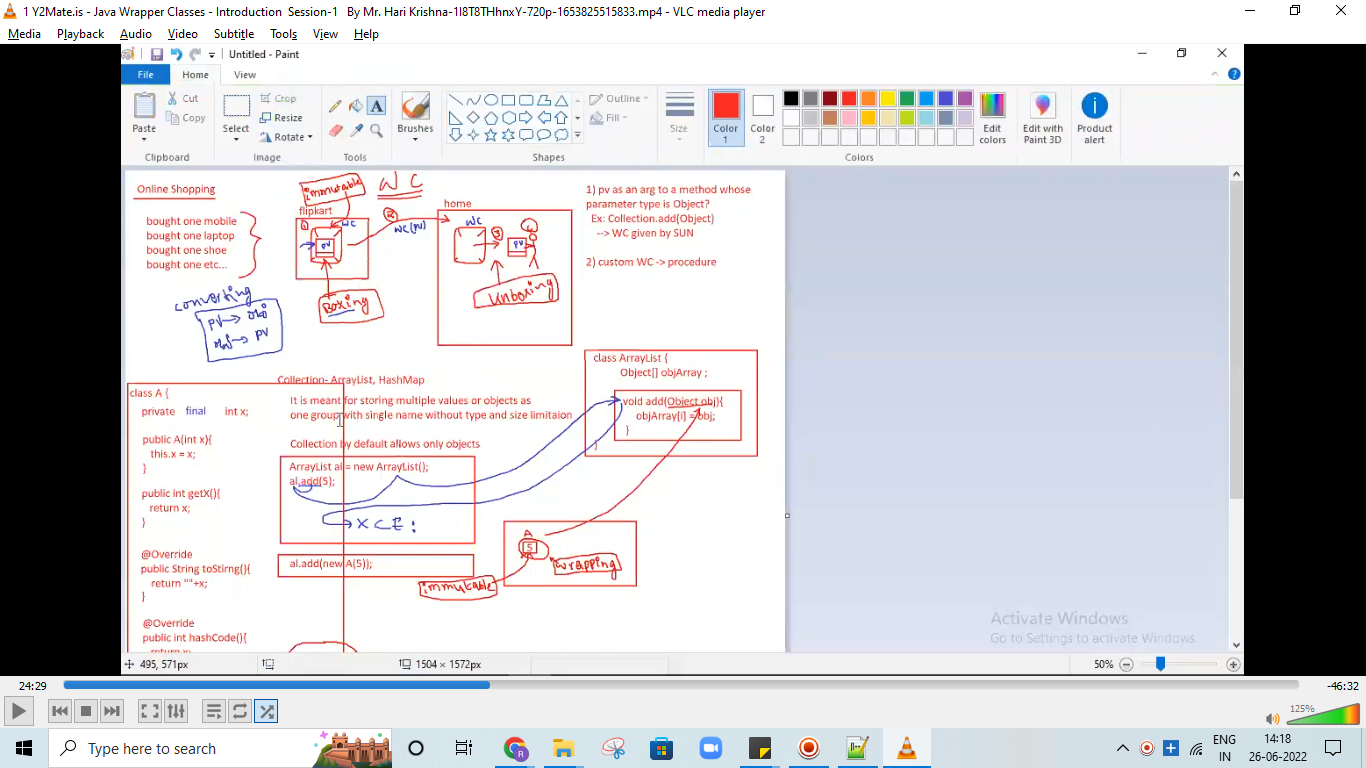 1 Y2Mate.is - Java Wrapper Classes - Introduction Session-1 By Mr. Hari Krishna-1I8T8THhnxY-720p-1653825515833.mp4 - VLC media player
Media Playback Audio Video Subtitle Tools View Help
Untitled - Paint
File Home View
Paste
Cut
Copy
Clipboard
Select
Crop
Resize
Rotate
Image
A
Tools
Brushes
Shapes
Outline
Fill
Size
Color 1
Color 2
Colors
Edit colors
Edit with Paint 3D
Product alert
Online Shopping
bought one mobile
bought one laptop
bought one shoe
bought one etc...
converting
PV → Obj
Obj → PV
immutable
WC
flipkart
1
WC
PV
Boxing
2
WC(PV)
home
WC
3
PV
Unboxing
1) pv as an arg to a method whose
parameter type is Object?
Ex: Collection.add(Object)
--> WC given by SUN
2) custom WC -> procedure
class A {
private final int x;
public A(int x){
this.x = x;
}
public int getX(){
return x;
}
@Override
public String toStirng(){
return ""+x;
}
@Override
public int hashCode(){
return x;
Collection- ArrayList, HashMap
It is meant for storing multiple values or objects as
one group with single name without type and size limitaion
Collection by default allows only objects
ArrayList al = new ArrayList();
al.add(5);
X C E :
al.add(new A(5));
class ArrayList {
Object[] objArray ;
void add(Object obj){
objArray[i] = obj;
}
}
A
5
wrapping
immutable
Activate Windows
Go to Settings to activate Windows.
495, 571px
1504 × 1572px
50%
24:29
-46:32
125%
Type here to search
R
ENG
IN
14:18
26-06-2022